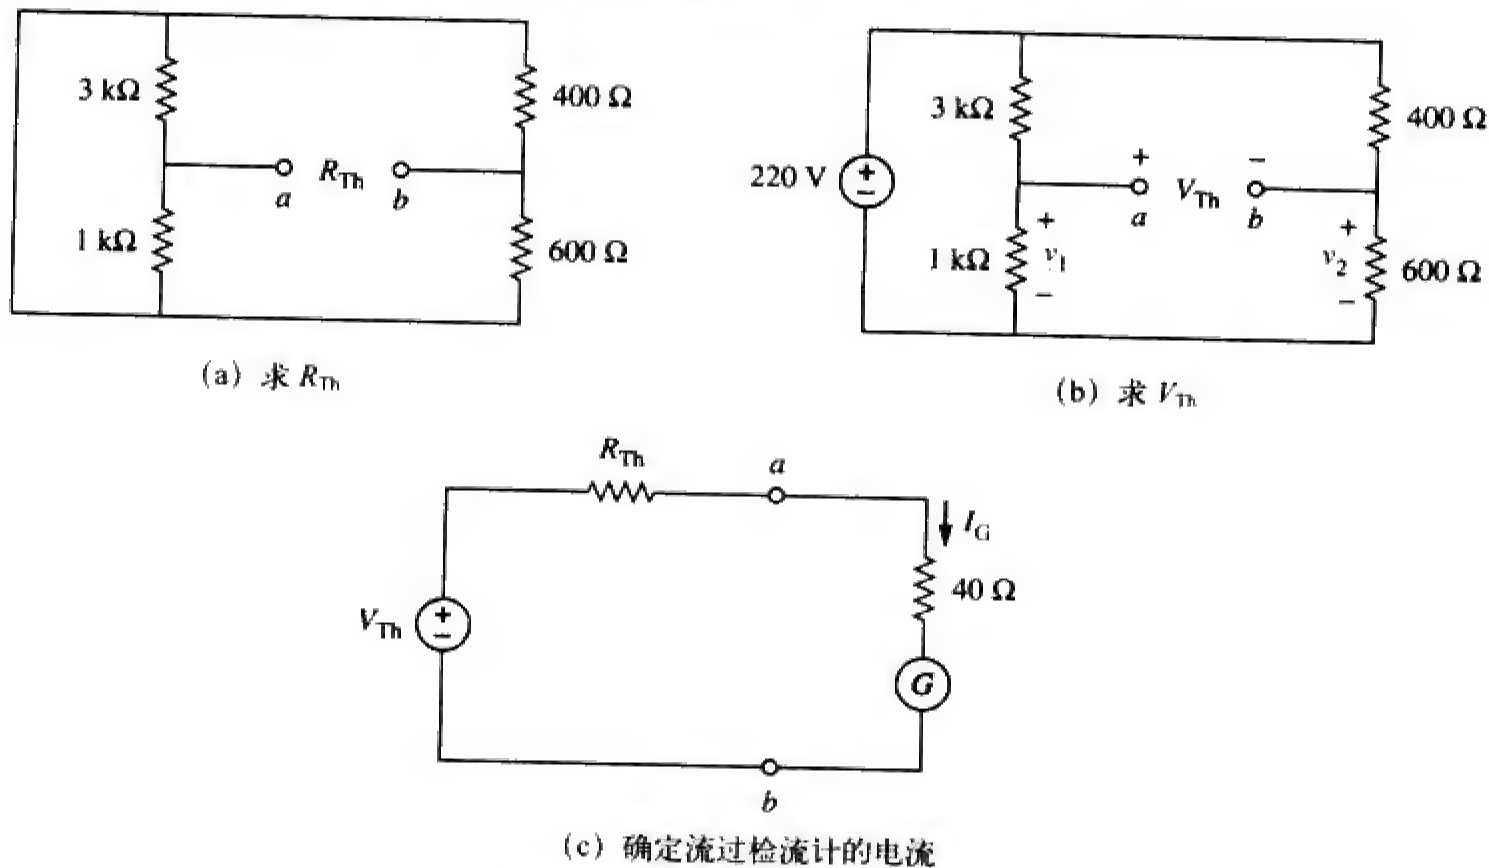 3 kΩ
400 Ω
R_Th
a
b
1 kΩ
600 Ω
(a) 求 R_Th
220 V
+
−
3 kΩ
400 Ω
+
−
V_Th
a
b
1 kΩ
+
v_1
−
+
v_2
−
600 Ω
(b) 求 V_Th
R_Th
a
I_G
40 Ω
V_Th
+
−
G
b
(c) 确定流过检流计的电流